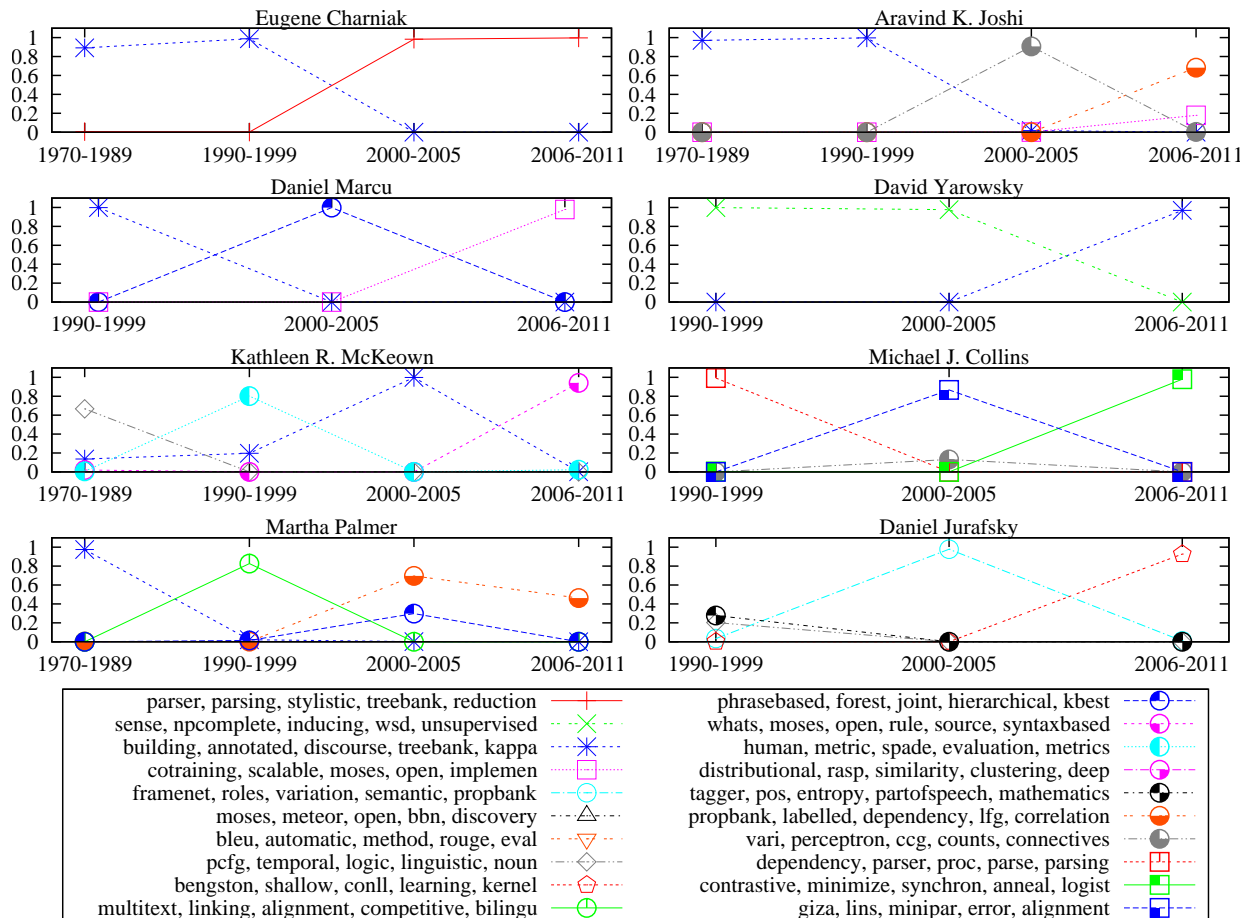 Eugene Charniak
1
0.8
0.6
0.4
0.2
0
1970-1989 1990-1999 2000-2005 2006-2011
Aravind K. Joshi
1
0.8
0.6
0.4
0.2
0
1970-1989 1990-1999 2000-2005 2006-2011
Daniel Marcu
1
0.8
0.6
0.4
0.2
0
1990-1999 2000-2005 2006-2011
David Yarowsky
1
0.8
0.6
0.4
0.2
0
1990-1999 2000-2005 2006-2011
Kathleen R. McKeown
1
0.8
0.6
0.4
0.2
0
1970-1989 1990-1999 2000-2005 2006-2011
Michael J. Collins
1
0.8
0.6
0.4
0.2
0
1990-1999 2000-2005 2006-2011
Martha Palmer
1
0.8
0.6
0.4
0.2
0
1970-1989 1990-1999 2000-2005 2006-2011
Daniel Jurafsky
1
0.8
0.6
0.4
0.2
0
1990-1999 2000-2005 2006-2011
parser, parsing, stylistic, treebank, reduction
sense, npcomplete, inducing, wsd, unsupervised
building, annotated, discourse, treebank, kappa
cotraining, scalable, moses, open, implemen
framenet, roles, variation, semantic, propbank
moses, meteor, open, bbn, discovery
bleu, automatic, method, rouge, eval
pcfg, temporal, logic, linguistic, noun
bengston, shallow, conll, learning, kernel
multitext, linking, alignment, competitive, bilingu
phrasebased, forest, joint, hierarchical, kbest
whats, moses, open, rule, source, syntaxbased
human, metric, spade, evaluation, metrics
distributional, rasp, similarity, clustering, deep
tagger, pos, entropy, partofspeech, mathematics
propbank, labelled, dependency, lfg, correlation
vari, perceptron, ccg, counts, connectives
dependency, parser, proc, parse, parsing
contrastive, minimize, synchron, anneal, logist
giza, lins, minipar, error, alignment